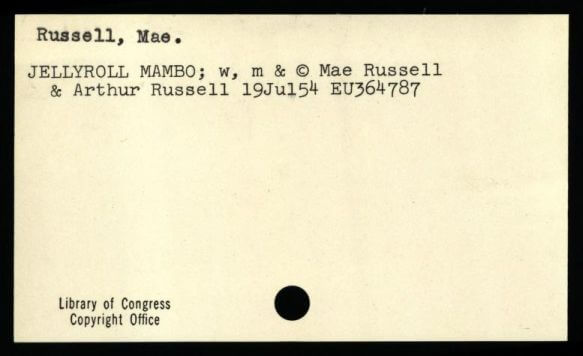 Russell, Mae.
JELLYROLL MAMBO; w, m & © Mae Russell
& Arthur Russell 19Jul54 EU364787
Library of Congress
Copyright Office